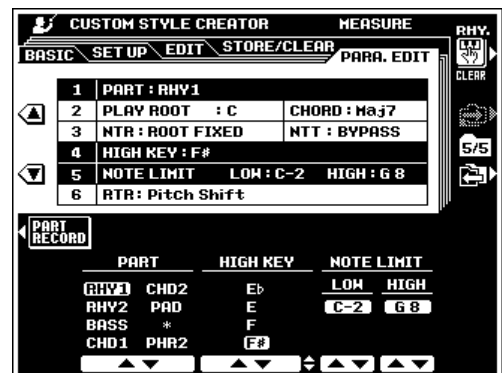 CUSTOM STYLE CREATOR MEASURE
RHY.
BASIC SET UP EDIT STORE/CLEAR PARA. EDIT
CLEAR
1 PART : RHY1
2 PLAY ROOT : C CHORD : Maj7
3 NTR : ROOT FIXED NTT : BYPASS
4 HIGH KEY : F#
5/5
5 NOTE LIMIT LOW : C-2 HIGH : G 8
6 RTR : Pitch Shift
PART
RECORD
PART HIGH KEY NOTE LIMIT
RHY1 CHD2 E♭ LOW HIGH
RHY2 PAD E C-2 G 8
BASS * F
CHD1 PHR2 F#